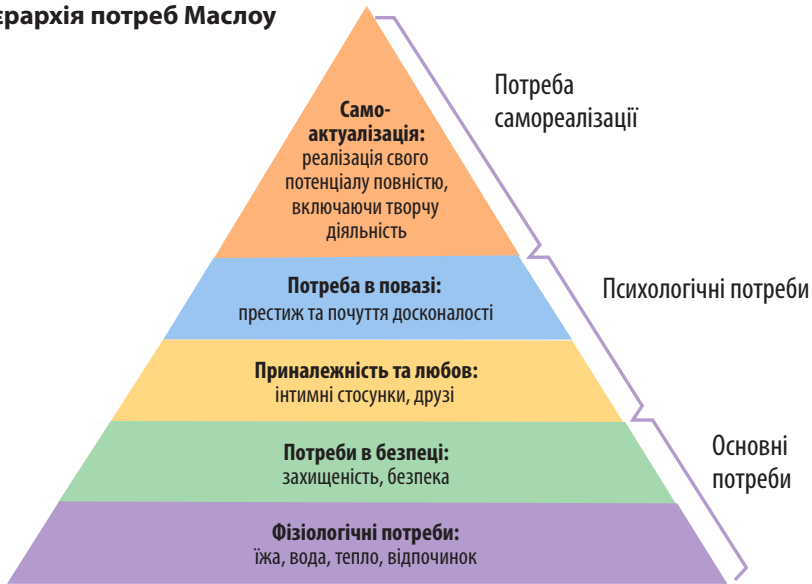 єрархія потреб Маслоу
Потреба
самореалізації
Само-
актуалізація:
реалізація свого
потенціалу повністю,
включаючи творчу
діяльність
Потреба в повазі:
престиж та почуття досконалості
Психологічні потреби
Приналежність та любов:
інтимні стосунки, друзі
Потреби в безпеці:
захищеність, безпека
Основні
потреби
Фізіологічні потреби:
їжа, вода, тепло, відпочинок